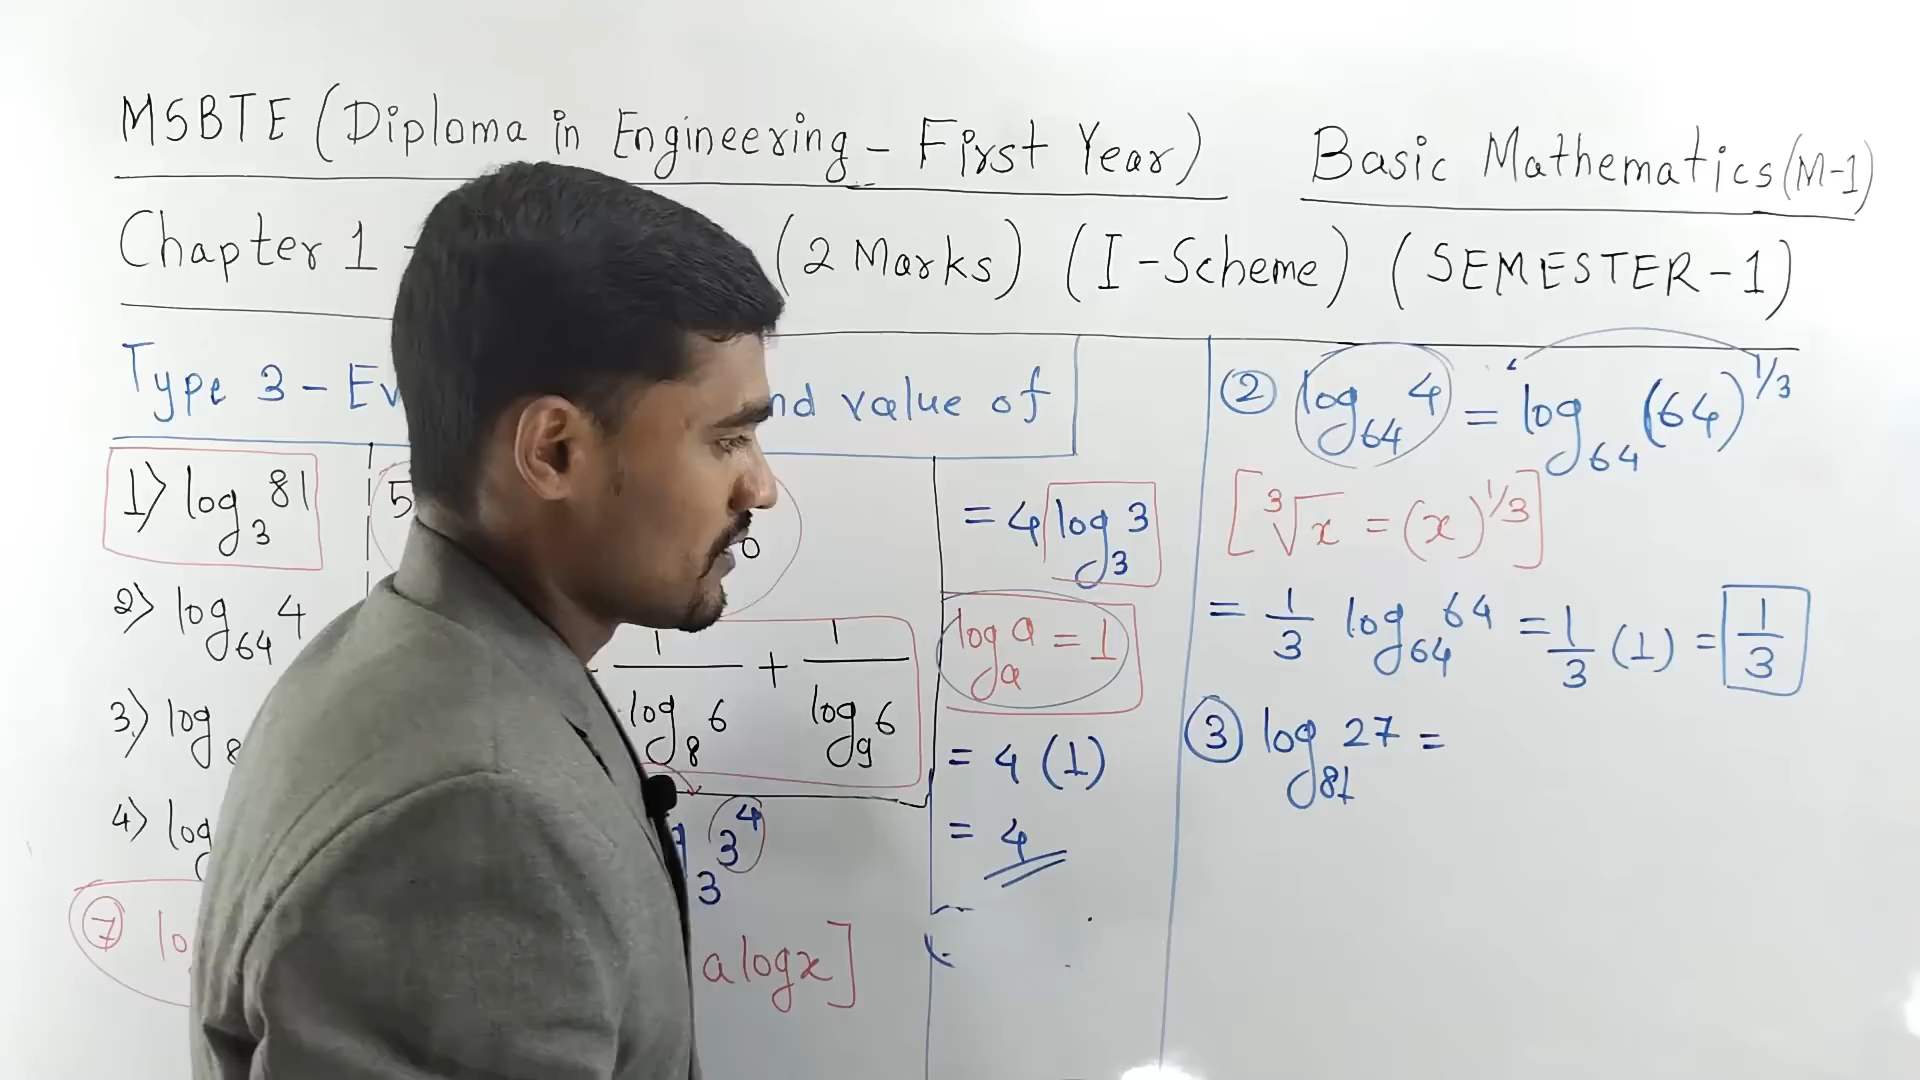 MSBTE (Diploma in Engineering - First Year)
Basic Mathematics (M-1)
Chapter 1 - (2 Marks) (I-Scheme) (SEMESTER-1)
Type 3 - Ev nd value of
1) log₃ 81
2) log₆₄ 4
3) log₈
4) log
5
1/log₈ 6 + 1/log₉ 6
3 3⁴
⑦ lo a log x]
= 4 log₃ 3
logₐ a = 1
= 4 (1)
= 4
② log₆₄ 4 = log₆₄ (64)^1/3
[∛x = (x)^1/3]
= 1/3 log₆₄ 64 = 1/3 (1) = 1/3
③ log₈₁ 27 =